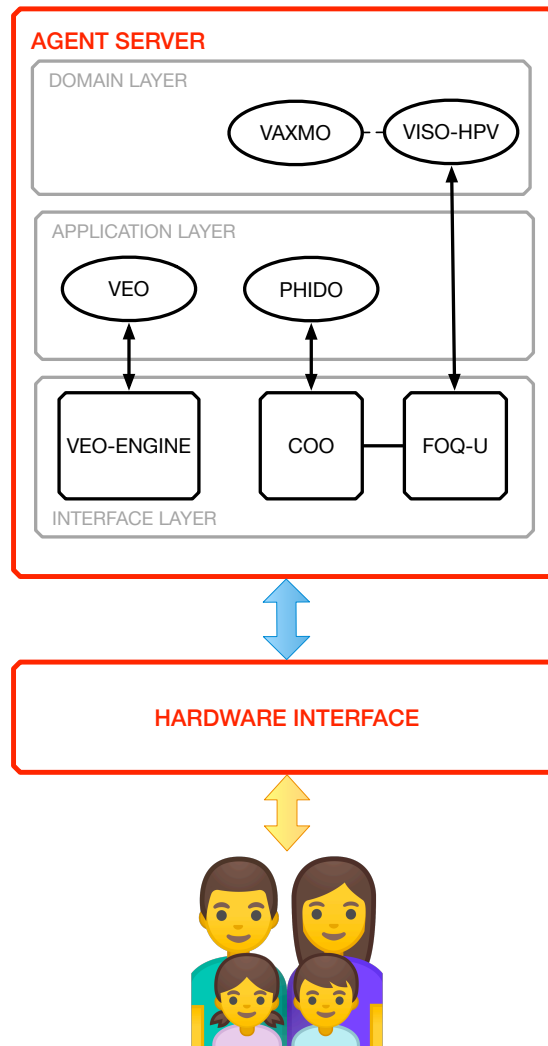 AGENT SERVER
DOMAIN LAYER
VAXMO
VISO-HPV
APPLICATION LAYER
VEO
PHIDO
VEO-ENGINE
COO
FOQ-U
INTERFACE LAYER
HARDWARE INTERFACE